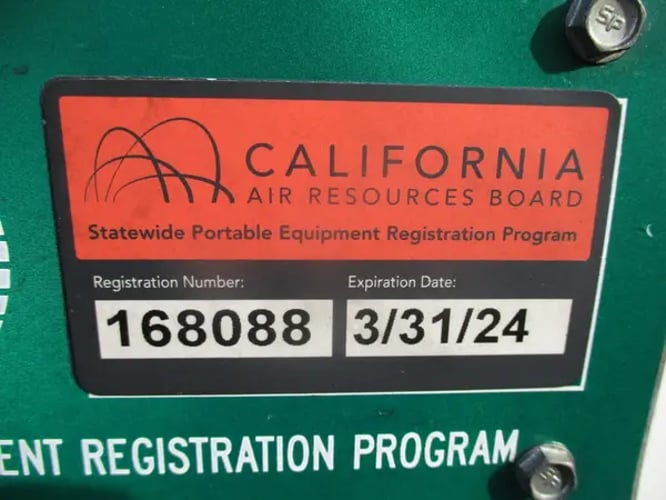 SP
CALIFORNIA
AIR RESOURCES BOARD
Statewide Portable Equipment Registration Program
Registration Number: Expiration Date:
168088 3/31/24
ENT REGISTRATION PROGRAM